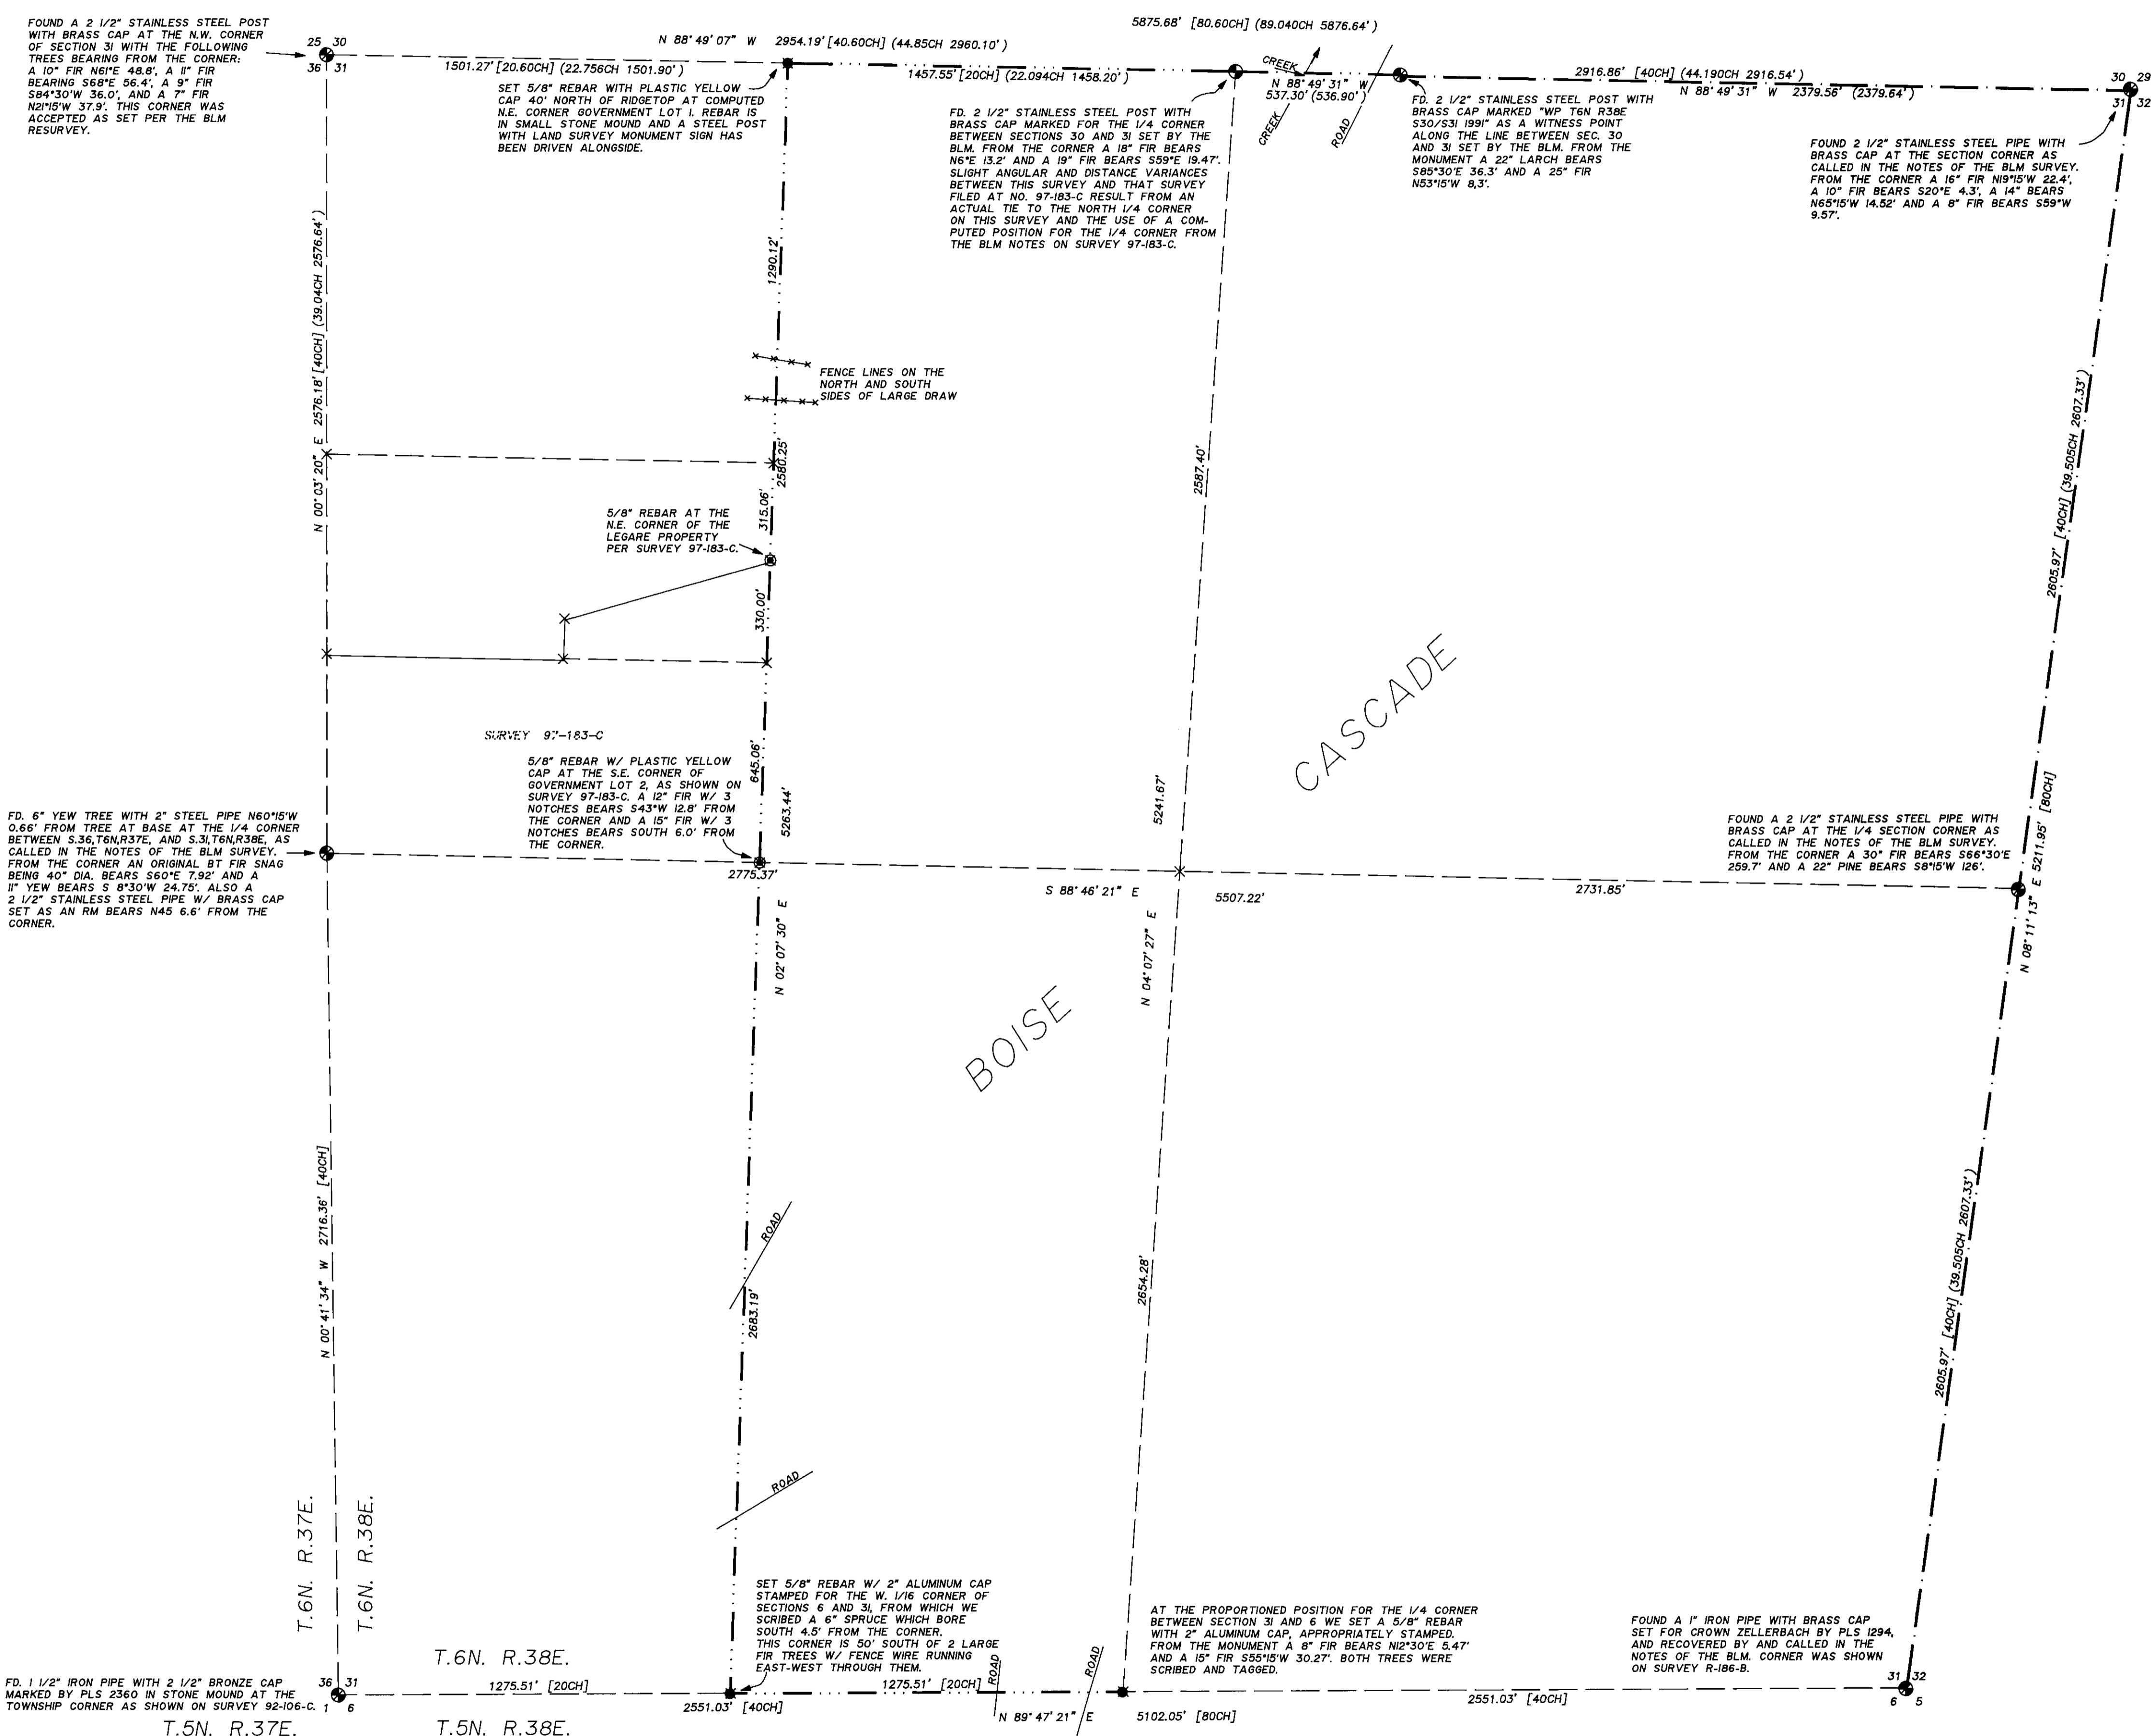 FOUND A 2 1/2" STAINLESS STEEL POST
WITH BRASS CAP AT THE N.W. CORNER
OF SECTION 31 WITH THE FOLLOWING
TREES BEARING FROM THE CORNER:
A 10" FIR N61°E 48.8', A 11" FIR
BEARING S68°E 56.4', A 9" FIR
S84°30'W 36.0', AND A 7" FIR
N21°15'W 37.9'. THIS CORNER WAS
ACCEPTED AS SET PER THE BLM
RESURVEY.
25 30
36 31
N 88° 49' 07" W 2954.19' [40.60CH] (44.85CH 2960.10')
5875.68' [80.60CH] (89.040CH 5876.64')
1501.27' [20.60CH] (22.756CH 1501.90')
1457.55' [20CH] (22.094CH 1458.20')
CREEK
CREEK
ROAD
N 88° 49' 31" W
537.30' (536.90')
2916.86' [40CH] (44.190CH 2916.54')
N 88° 49' 31" W 2379.56' (2379.64')
30 29
31 32
SET 5/8" REBAR WITH PLASTIC YELLOW
CAP 40' NORTH OF RIDGETOP AT COMPUTED
N.E. CORNER GOVERNMENT LOT 1. REBAR IS
IN SMALL STONE MOUND AND A STEEL POST
WITH LAND SURVEY MONUMENT SIGN HAS
BEEN DRIVEN ALONGSIDE.
FD. 2 1/2" STAINLESS STEEL POST WITH
BRASS CAP MARKED FOR THE 1/4 CORNER
BETWEEN SECTIONS 30 AND 31 SET BY THE
BLM. FROM THE CORNER A 18" FIR BEARS
N6°E 13.2' AND A 19" FIR BEARS S59°E 19.47'.
SLIGHT ANGULAR AND DISTANCE VARIANCES
BETWEEN THIS SURVEY AND THAT SURVEY
FILED AT NO. 97-183-C RESULT FROM AN
ACTUAL TIE TO THE NORTH 1/4 CORNER
ON THIS SURVEY AND THE USE OF A COM-
PUTED POSITION FOR THE 1/4 CORNER FROM
THE BLM NOTES ON SURVEY 97-183-C.
FD. 2 1/2" STAINLESS STEEL POST WITH
BRASS CAP MARKED "WP T6N R38E
S30/S31 1991" AS A WITNESS POINT
ALONG THE LINE BETWEEN SEC. 30
AND 31 SET BY THE BLM. FROM THE
MONUMENT A 22" LARCH BEARS
S85°30'E 36.3' AND A 25" FIR
N53°15'W 8.3'.
FOUND 2 1/2" STAINLESS STEEL PIPE WITH
BRASS CAP AT THE SECTION CORNER AS
CALLED IN THE NOTES OF THE BLM SURVEY.
FROM THE CORNER A 16" FIR N19°15'W 22.4',
A 10" FIR BEARS S20°E 4.3', A 14" BEARS
N65°15'W 14.52' AND A 8" FIR BEARS S59°W
9.57'.
N 00° 03' 20" E 2576.18' [40CH] (39.04CH 2576.64')
1290.12'
FENCE LINES ON THE
NORTH AND SOUTH
SIDES OF LARGE DRAW
2580.25'
2587.40'
2605.97' [40CH] (39.505CH 2607.33')
315.06'
5/8" REBAR AT THE
N.E. CORNER OF THE
LEGARE PROPERTY
PER SURVEY 97-183-C.
330.00'
CASCADE
SURVEY 97-183-C
5/8" REBAR W/ PLASTIC YELLOW
CAP AT THE S.E. CORNER OF
GOVERNMENT LOT 2, AS SHOWN ON
SURVEY 97-183-C. A 12" FIR W/ 3
NOTCHES BEARS S43°W 12.8' FROM
THE CORNER AND A 15" FIR W/ 3
NOTCHES BEARS SOUTH 6.0' FROM
THE CORNER.
645.06'
5263.44'
5241.67'
FD. 6" YEW TREE WITH 2" STEEL PIPE N60°15'W
0.66' FROM TREE AT BASE AT THE 1/4 CORNER
BETWEEN S.36,T6N,R37E, AND S.31,T6N,R38E, AS
CALLED IN THE NOTES OF THE BLM SURVEY.
FROM THE CORNER AN ORIGINAL BT FIR SNAG
BEING 40" DIA. BEARS S60°E 7.92' AND A
11" YEW BEARS S 8°30'W 24.75'. ALSO A
2 1/2" STAINLESS STEEL PIPE W/ BRASS CAP
SET AS AN RM BEARS N45 6.6' FROM THE
CORNER.
FOUND A 2 1/2" STAINLESS STEEL PIPE WITH
BRASS CAP AT THE 1/4 SECTION CORNER AS
CALLED IN THE NOTES OF THE BLM SURVEY.
FROM THE CORNER A 30" FIR BEARS S66°30'E
259.7' AND A 22" PINE BEARS S8°15'W 126'.
2775.37'
S 88° 46' 21" E
5507.22'
2731.85'
N 08° 11' 13" E 5211.95' [80CH]
N 02° 07' 30" E
N 04° 07' 27" E
BOISE
N 00° 41' 34" W 2716.36' [40CH]
ROAD
2683.19'
2654.28'
2605.97' [40CH] (39.505CH 2607.33')
ROAD
T.6N. R.37E.
T.6N. R.38E.
T.6N. R.38E.
SET 5/8" REBAR W/ 2" ALUMINUM CAP
STAMPED FOR THE W. 1/16 CORNER OF
SECTIONS 6 AND 31, FROM WHICH WE
SCRIBED A 6" SPRUCE WHICH BORE
SOUTH 4.5' FROM THE CORNER.
THIS CORNER IS 50' SOUTH OF 2 LARGE
FIR TREES W/ FENCE WIRE RUNNING
EAST-WEST THROUGH THEM.
AT THE PROPORTIONED POSITION FOR THE 1/4 CORNER
BETWEEN SECTION 31 AND 6 WE SET A 5/8" REBAR
WITH 2" ALUMINUM CAP, APPROPRIATELY STAMPED.
FROM THE MONUMENT A 8" FIR BEARS N12°30'E 5.47'
AND A 15" FIR S55°15'W 30.27'. BOTH TREES WERE
SCRIBED AND TAGGED.
FOUND A 1" IRON PIPE WITH BRASS CAP
SET FOR CROWN ZELLERBACH BY PLS 1294,
AND RECOVERED BY AND CALLED IN THE
NOTES OF THE BLM. CORNER WAS SHOWN
ON SURVEY R-186-B.
FD. 1 1/2" IRON PIPE WITH 2 1/2" BRONZE CAP
MARKED BY PLS 2360 IN STONE MOUND AT THE
TOWNSHIP CORNER AS SHOWN ON SURVEY 92-106-C.
36 31
1 6
1275.51' [20CH]
1275.51' [20CH]
ROAD
ROAD
31 32
6 5
2551.03' [40CH]
N 89° 47' 21" E
5102.05' [80CH]
2551.03' [40CH]
T.5N. R.37E.
T.5N. R.38E.